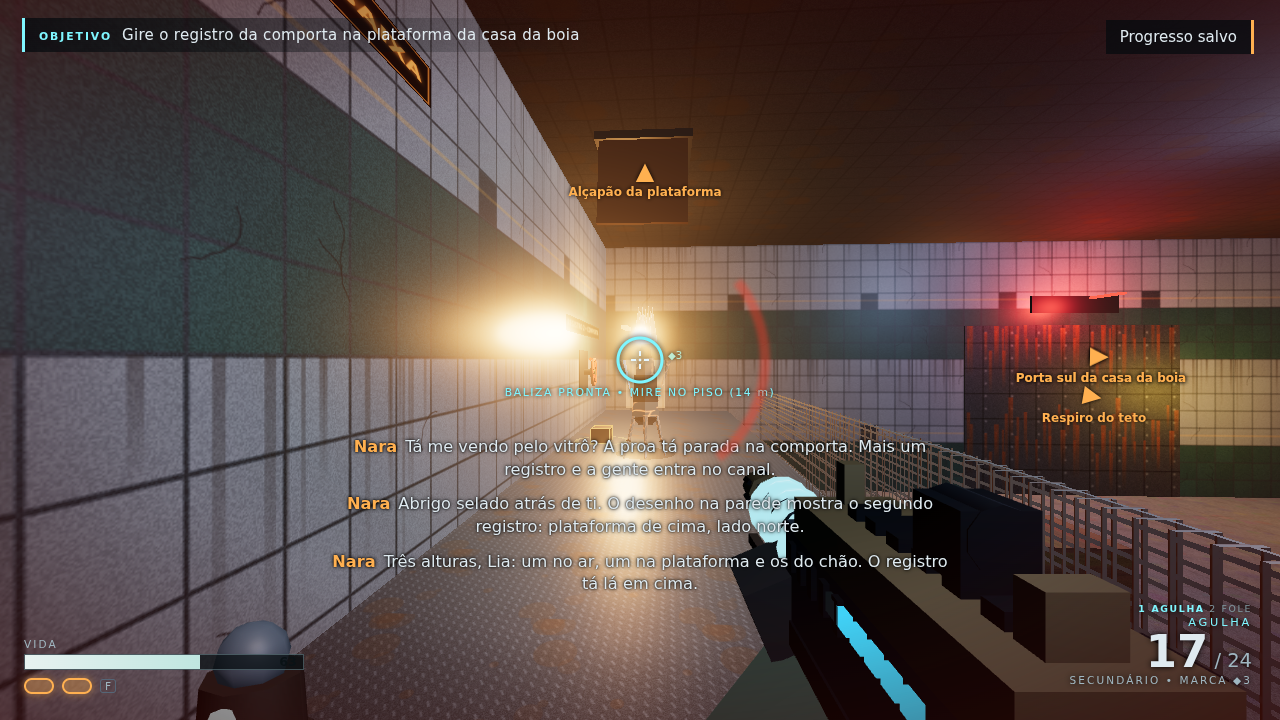 OBJETIVO Gire o registro da comporta na plataforma da casa da boia
Progresso salvo
Alçapão da plataforma
◆3
BALIZA PRONTA • MIRE NO PISO (14 m)
Porta sul da casa da boia
Respiro do teto
Nara Tá me vendo pelo vitrô? A proa tá parada na comporta. Mais um
registro e a gente entra no canal.
Nara Abrigo selado atrás de ti. O desenho na parede mostra o segundo
registro: plataforma de cima, lado norte.
Nara Três alturas, Lia: um no ar, um na plataforma e os do chão. O registro
tá lá em cima.
VIDA
F
1 AGULHA 2 FOLE
AGULHA
17 / 24
SECUNDÁRIO • MARCA ◆3